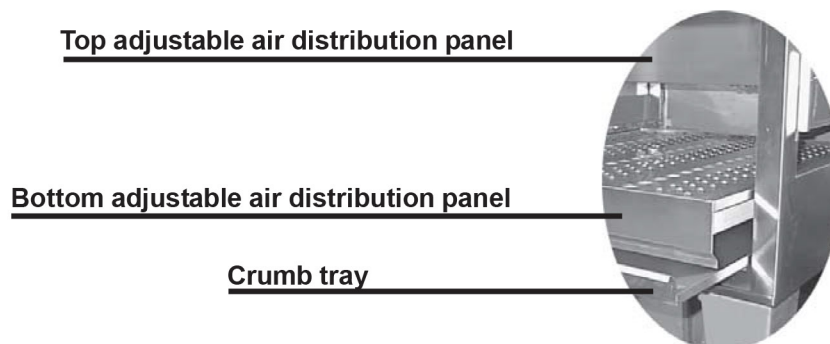 Top adjustable air distribution panel
Bottom adjustable air distribution panel
Crumb tray